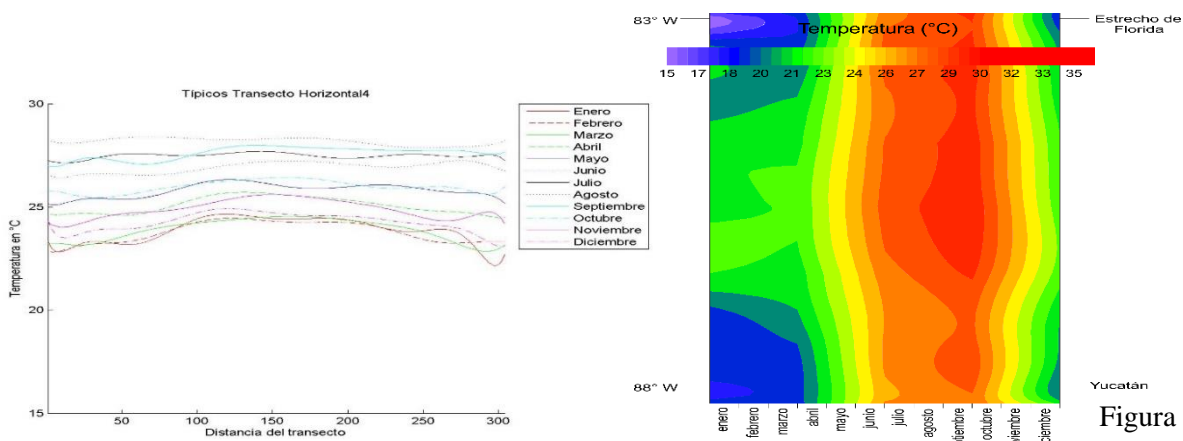 Típicos Transecto Horizontal4
30
25
20
15
Temperatura en °C
50
100
150
200
250
300
Distancia del transecto
Enero
Febrero
Marzo
Abril
Mayo
Junio
Julio
Agosto
Septiembre
Octubre
Noviembre
Diciembre
83° W
Estrecho de
Florida
Temperatura (°C)
15 17 18 20 21 23 24 26 27 29 30 32 33 35
88° W
Yucatán
enero
febrero
marzo
abril
mayo
junio
julio
agosto
tiembre
octubre
viembre
ciembre
Figura